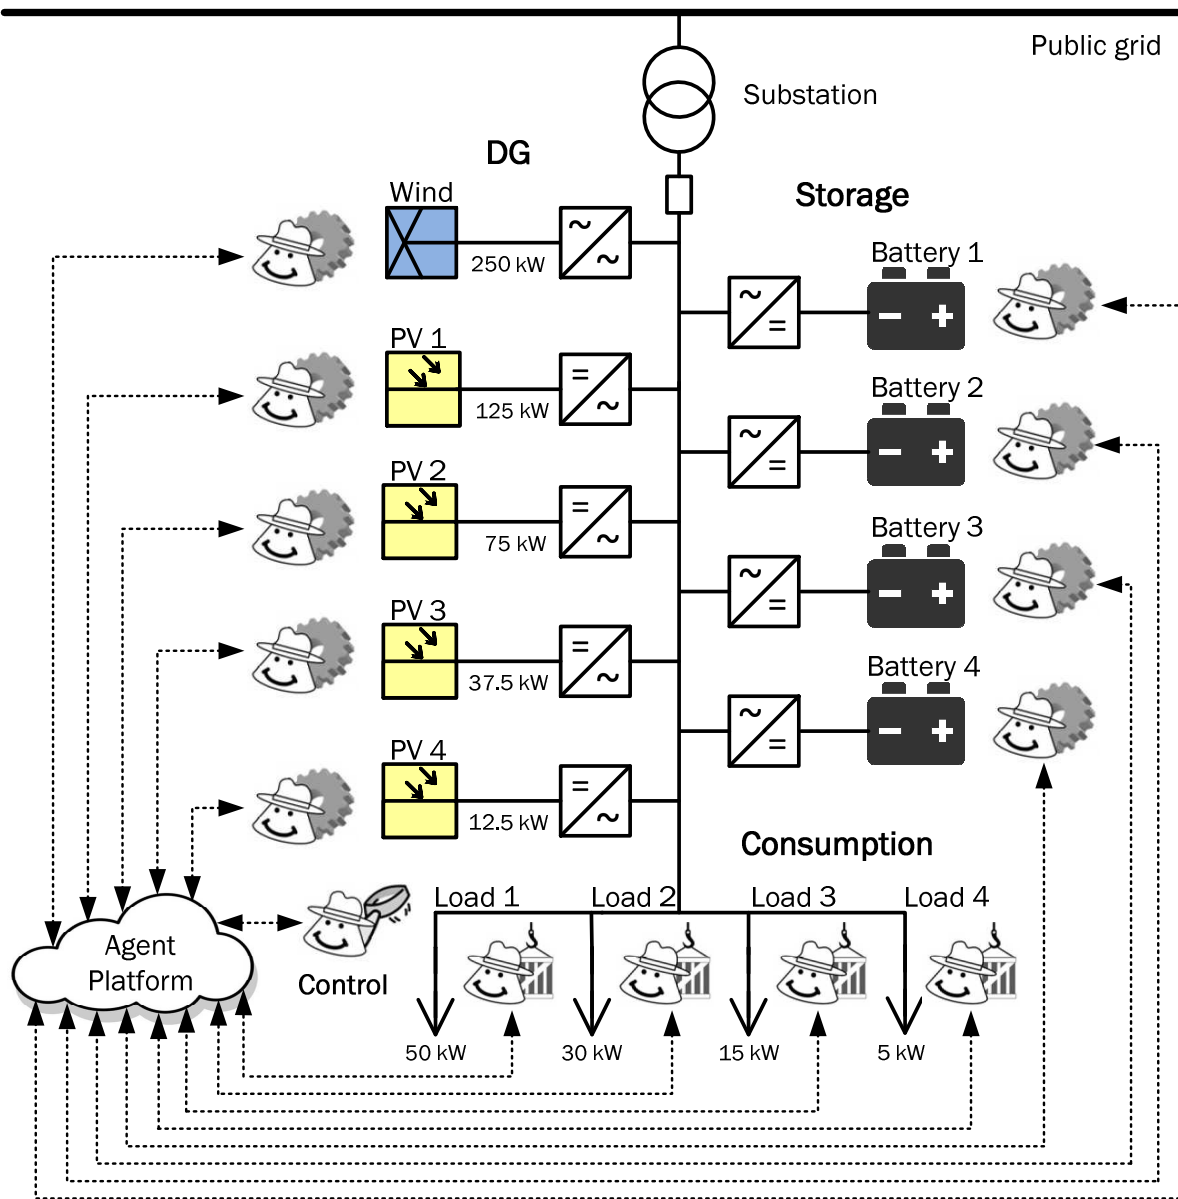 Public grid
Substation
DG
Storage
Wind
250 kW
Battery 1
PV 1
125 kW
Battery 2
PV 2
75 kW
Battery 3
PV 3
37.5 kW
Battery 4
PV 4
12.5 kW
Consumption
Load 1
Load 2
Load 3
Load 4
Agent
Platform
Control
50 kW
30 kW
15 kW
5 kW